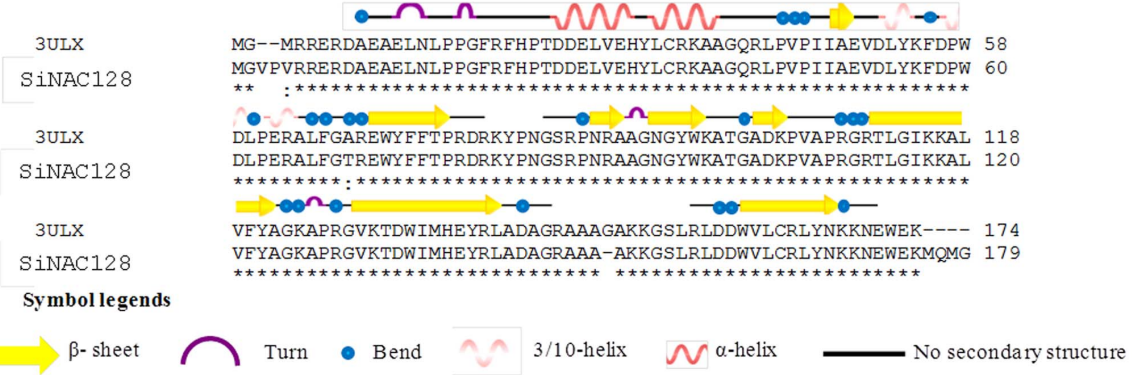 3ULX MG--MRRERDAEAELNLPPGFRFHPTDDELVEHYLCRKAAGQRLPVPIIAEVDLYKFDPW 58
SiNAC128 MGVPVRRERDAEAELNLPPGFRFHPTDDELVEHYLCRKAAGQRLPVPIIAEVDLYKFDPW 60
** :*******************************************************
3ULX DLPERALFGAREWYFFTPRDRKYPNGSRPNRAAGNGYWKATGADKPVAPRGRTLGIKKAL 118
SiNAC128 DLPERALFGTREWYFFTPRDRKYPNGSRPNRAAGNGYWKATGADKPVAPRGRTLGIKKAL 120
*********:**************************************************
3ULX VFYAGKAPRGVKTDWIMHEYRLADAGRAAAGAKKGSLRLDDWVLCRLYNKKNEWEK---- 174
SiNAC128 VFYAGKAPRGVKTDWIMHEYRLADAGRAAA-AKKGSLRLDDWVLCRLYNKKNEWEKMQMG 179
****************************** *************************
Symbol legends
β- sheet Turn Bend 3/10-helix α-helix No secondary structure